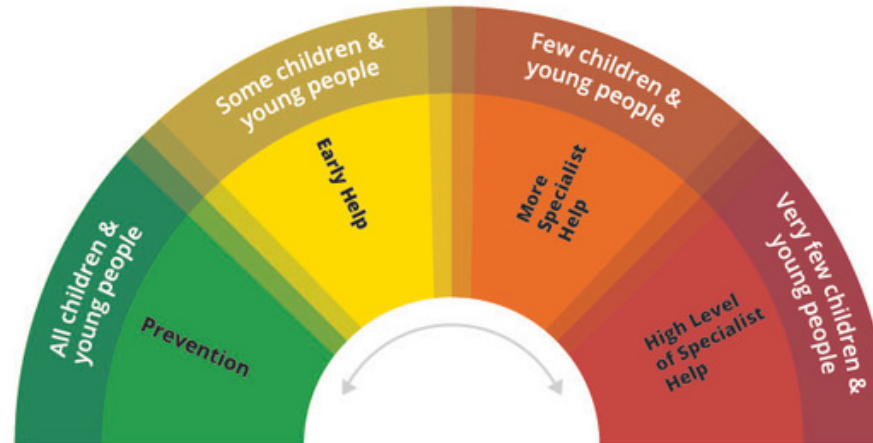 All children &
young people
Prevention
Some children &
young people
Early Help
Few children &
young people
More
Specialist
Help
Very few children &
young people
High Level
of Specialist
Help